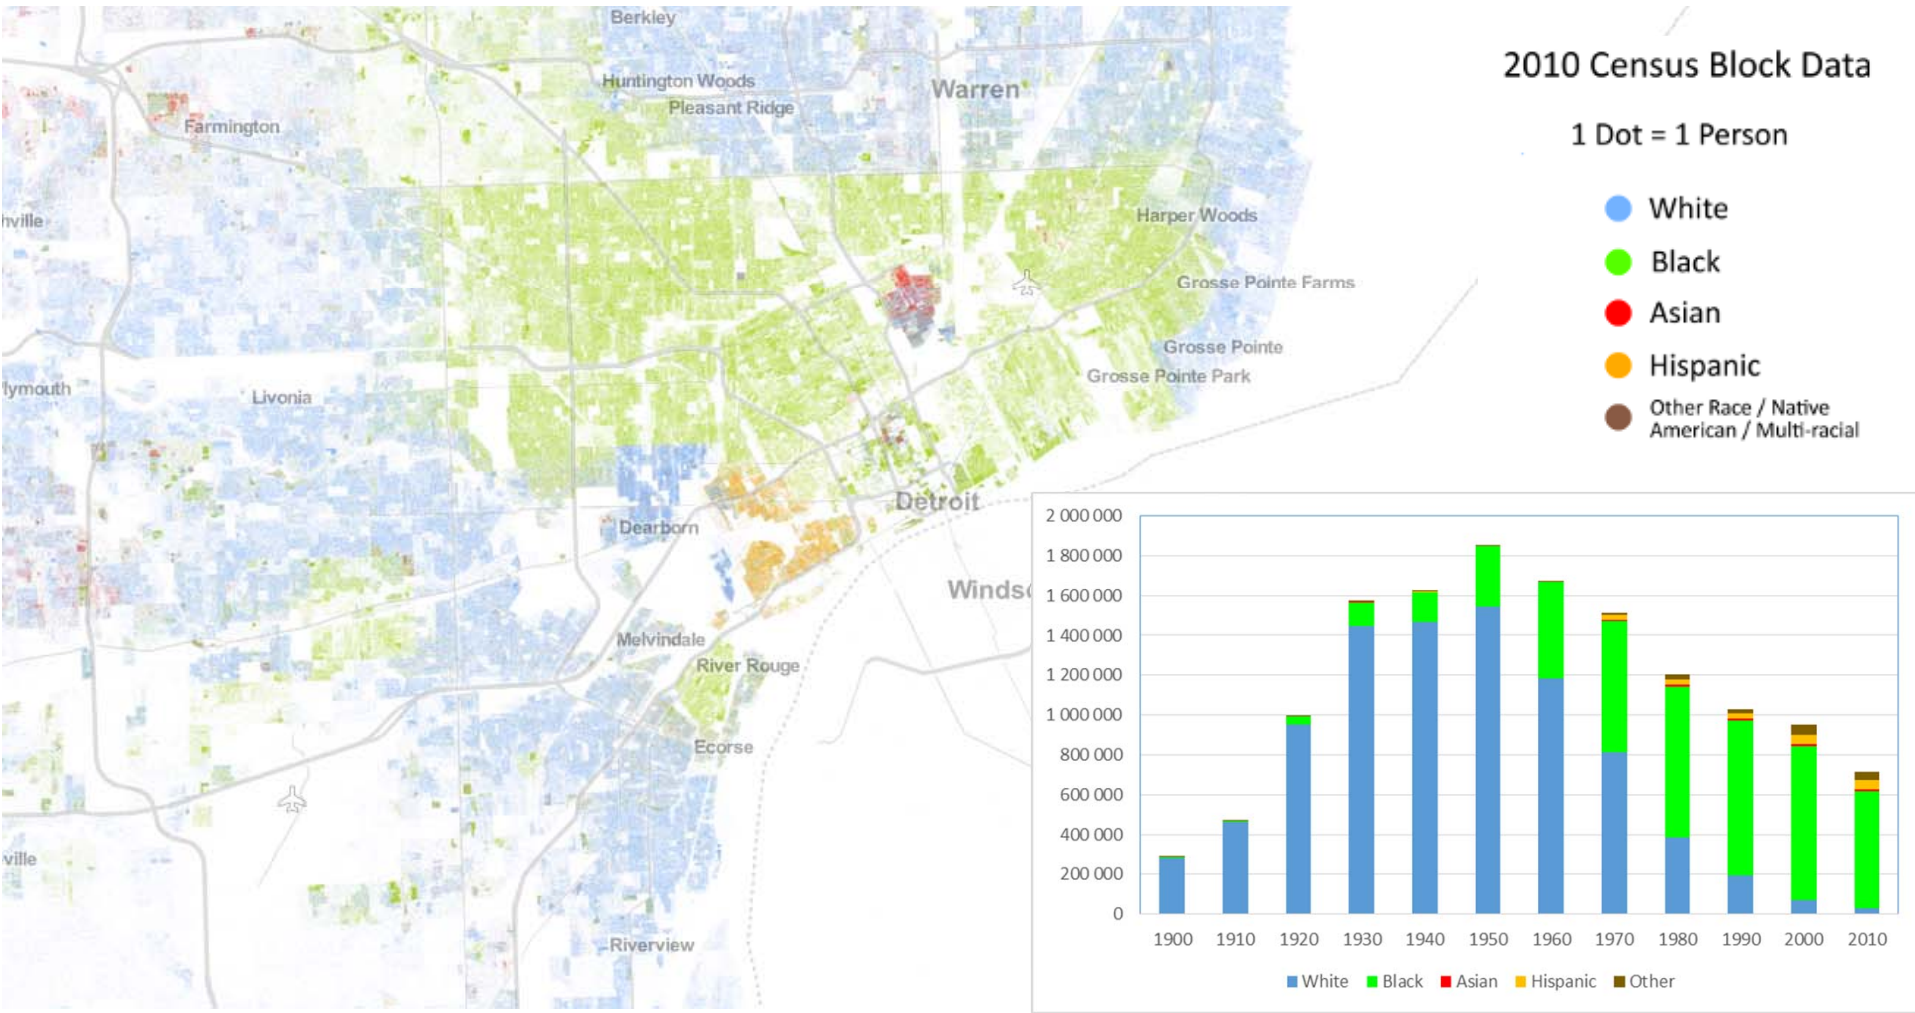 Berkley
Huntington Woods
Warren
Pleasant Ridge
Farmington
hville
Harper Woods
Grosse Pointe Farms
Grosse Pointe
Grosse Pointe Park
lymouth
Livonia
Detroit
Dearborn
Winds
Melvindale
River Rouge
Ecorse
ville
Riverview
2010 Census Block Data
1 Dot = 1 Person
White
Black
Asian
Hispanic
Other Race / Native
American / Multi-racial
2 000 000
1 800 000
1 600 000
1 400 000
1 200 000
1 000 000
800 000
600 000
400 000
200 000
0
1900 1910 1920 1930 1940 1950 1960 1970 1980 1990 2000 2010
White Black Asian Hispanic Other